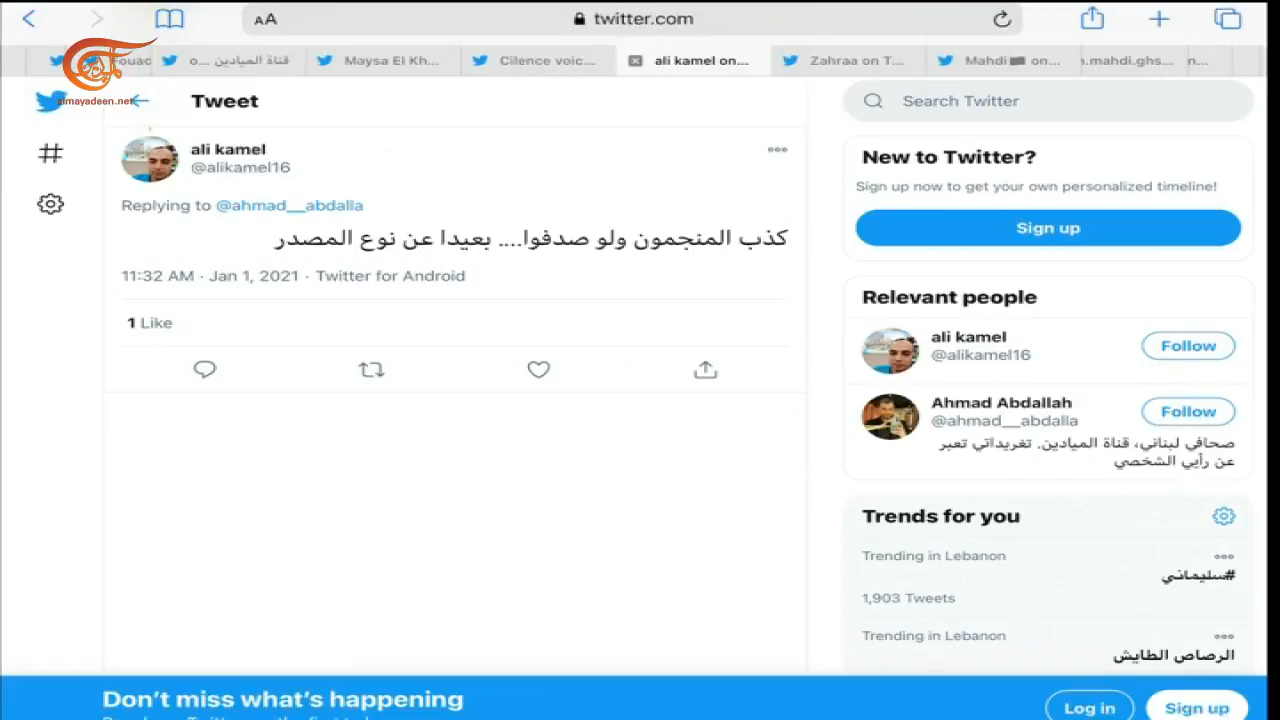 AA
twitter.com
قناة الميادين o...
Maysa El Kh...
Cilence voic...
ali kamel on...
Zahraa on T...
Mahdi on...
almayadeen.net
Tweet
Search Twitter
ali kamel
@alikamel16
Replying to @ahmad__abdalla
كذب المنجمون ولو صدفوا.... بعيدا عن نوع المصدر
11:32 AM · Jan 1, 2021 · Twitter for Android
1 Like
New to Twitter?
Sign up now to get your own personalized timeline!
Sign up
Relevant people
ali kamel
@alikamel16
Follow
Ahmad Abdallah
@ahmad__abdalla
Follow
صحافي لبناني، قناة الميادين. تغريداتي تعبر
عن رأيي الشخصي
Trends for you
Trending in Lebanon
#سليماني
1,903 Tweets
Trending in Lebanon
الرصاص الطايش
Don't miss what's happening
Log in
Sign up